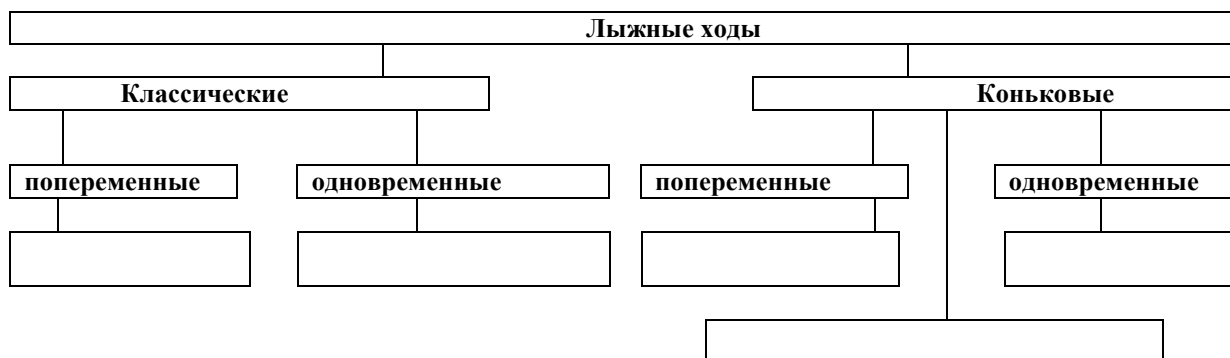 Лыжные ходы
Классические Коньковые
попеременные одновременные попеременные одновременные